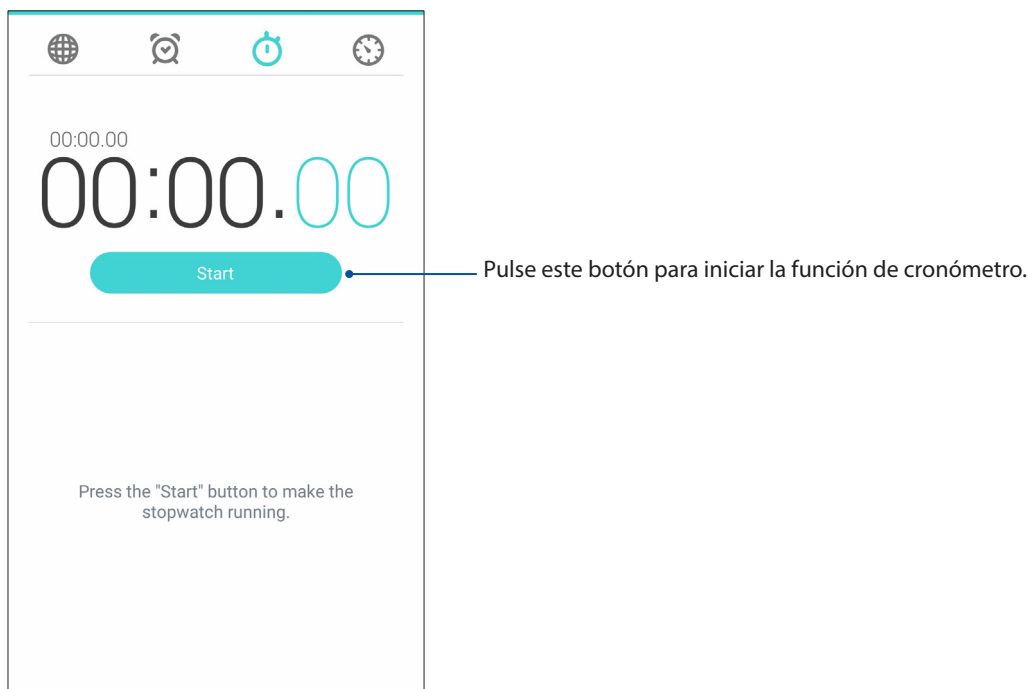 00:00.00
00:00.00
Start
Pulse este botón para iniciar la función de cronómetro.
Press the "Start" button to make the
stopwatch running.